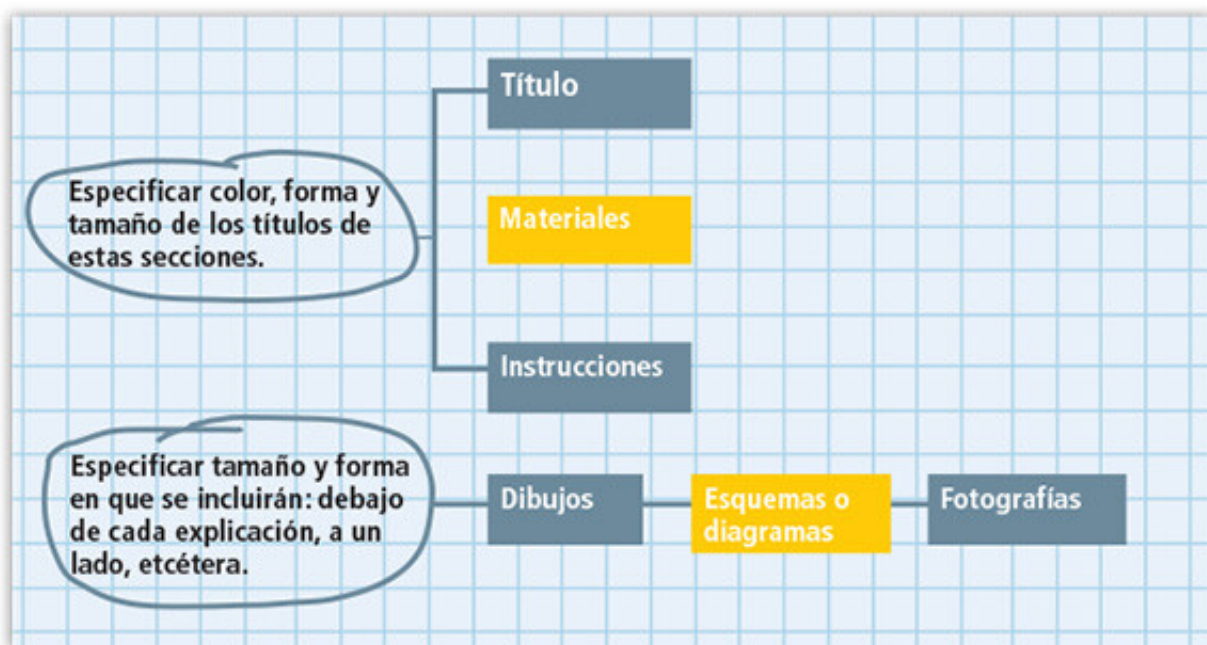 Título
Especificar color, forma y
tamaño de los títulos de
estas secciones.
Materiales
Instrucciones
Especificar tamaño y forma
en que se incluirán: debajo
de cada explicación, a un
lado, etcétera.
Dibujos
Esquemas o
diagramas
Fotografías